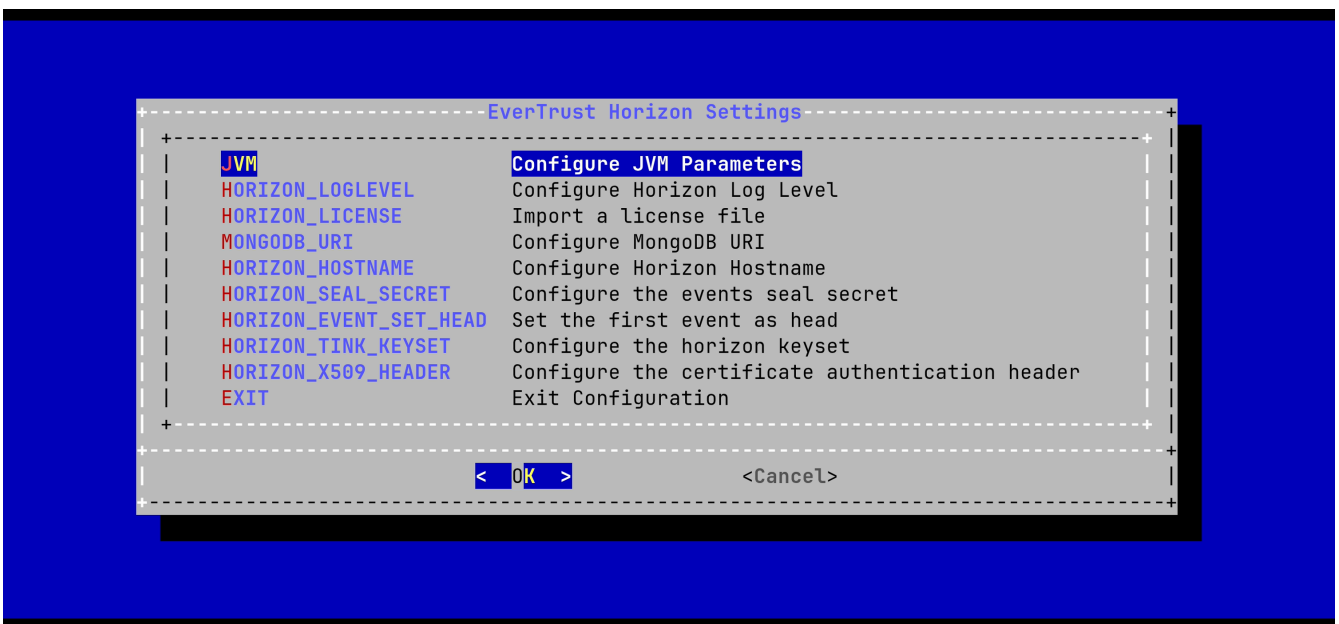 EverTrust Horizon Settings
JVM Configure JVM Parameters
HORIZON_LOGLEVEL Configure Horizon Log Level
HORIZON_LICENSE Import a license file
MONGODB_URI Configure MongoDB URI
HORIZON_HOSTNAME Configure Horizon Hostname
HORIZON_SEAL_SECRET Configure the events seal secret
HORIZON_EVENT_SET_HEAD Set the first event as head
HORIZON_TINK_KEYSET Configure the horizon keyset
HORIZON_X509_HEADER Configure the certificate authentication header
EXIT Exit Configuration
< OK > <Cancel>